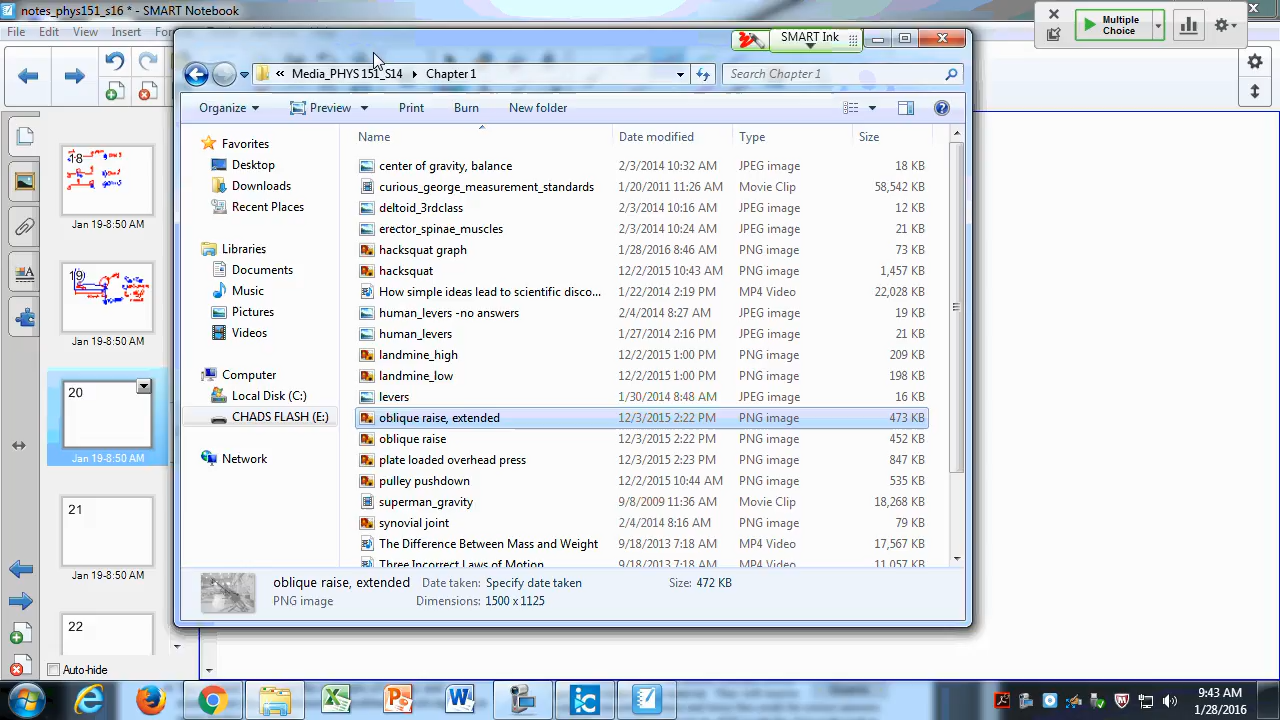 notes_phys151_s16 * - SMART Notebook
File Edit View Insert
SMART Ink
Multiple Choice
« Media_PHYS 151_S14 Chapter 1
Search Chapter 1
Organize Preview Print Burn New folder
Name Date modified Type Size
Favorites
Desktop
Downloads
Recent Places
Libraries
Documents
Music
Pictures
Videos
Computer
Local Disk (C:)
CHADS FLASH (E:)
Network
center of gravity, balance 2/3/2014 10:32 AM JPEG image 18 KB
curious_george_measurement_standards 1/20/2011 11:26 AM Movie Clip 58,542 KB
deltoid_3rdclass 2/3/2014 10:16 AM JPEG image 12 KB
erector_spinae_muscles 2/3/2014 10:24 AM JPEG image 21 KB
hacksquat graph 1/28/2016 8:46 AM PNG image 73 KB
hacksquat 12/2/2015 10:43 AM PNG image 1,457 KB
How simple ideas lead to scientific disco... 1/22/2014 2:19 PM MP4 Video 22,028 KB
human_levers -no answers 2/4/2014 8:27 AM JPEG image 19 KB
human_levers 1/27/2014 2:16 PM JPEG image 21 KB
landmine_high 12/2/2015 1:00 PM PNG image 209 KB
landmine_low 12/2/2015 1:00 PM PNG image 198 KB
levers 1/30/2014 8:48 AM JPEG image 16 KB
oblique raise, extended 12/3/2015 2:22 PM PNG image 473 KB
oblique raise 12/3/2015 2:22 PM PNG image 452 KB
plate loaded overhead press 12/3/2015 2:23 PM PNG image 847 KB
pulley pushdown 12/2/2015 10:44 AM PNG image 535 KB
superman_gravity 9/8/2009 11:36 AM Movie Clip 18,268 KB
synovial joint 2/4/2014 8:16 AM PNG image 79 KB
The Difference Between Mass and Weight 9/18/2013 7:18 AM MP4 Video 17,567 KB
Three Incorrect Laws of Motion 9/18/2013 7:18 AM MP4 Video 11,057 KB
oblique raise, extended Date taken: Specify date taken Size: 472 KB
PNG image Dimensions: 1500 x 1125
18
Jan 19-8:50 AM
19
Jan 19-8:50 AM
20
Jan 19-8:50 AM
21
Jan 19-8:50 AM
22
Auto-hide
9:43 AM
1/28/2016